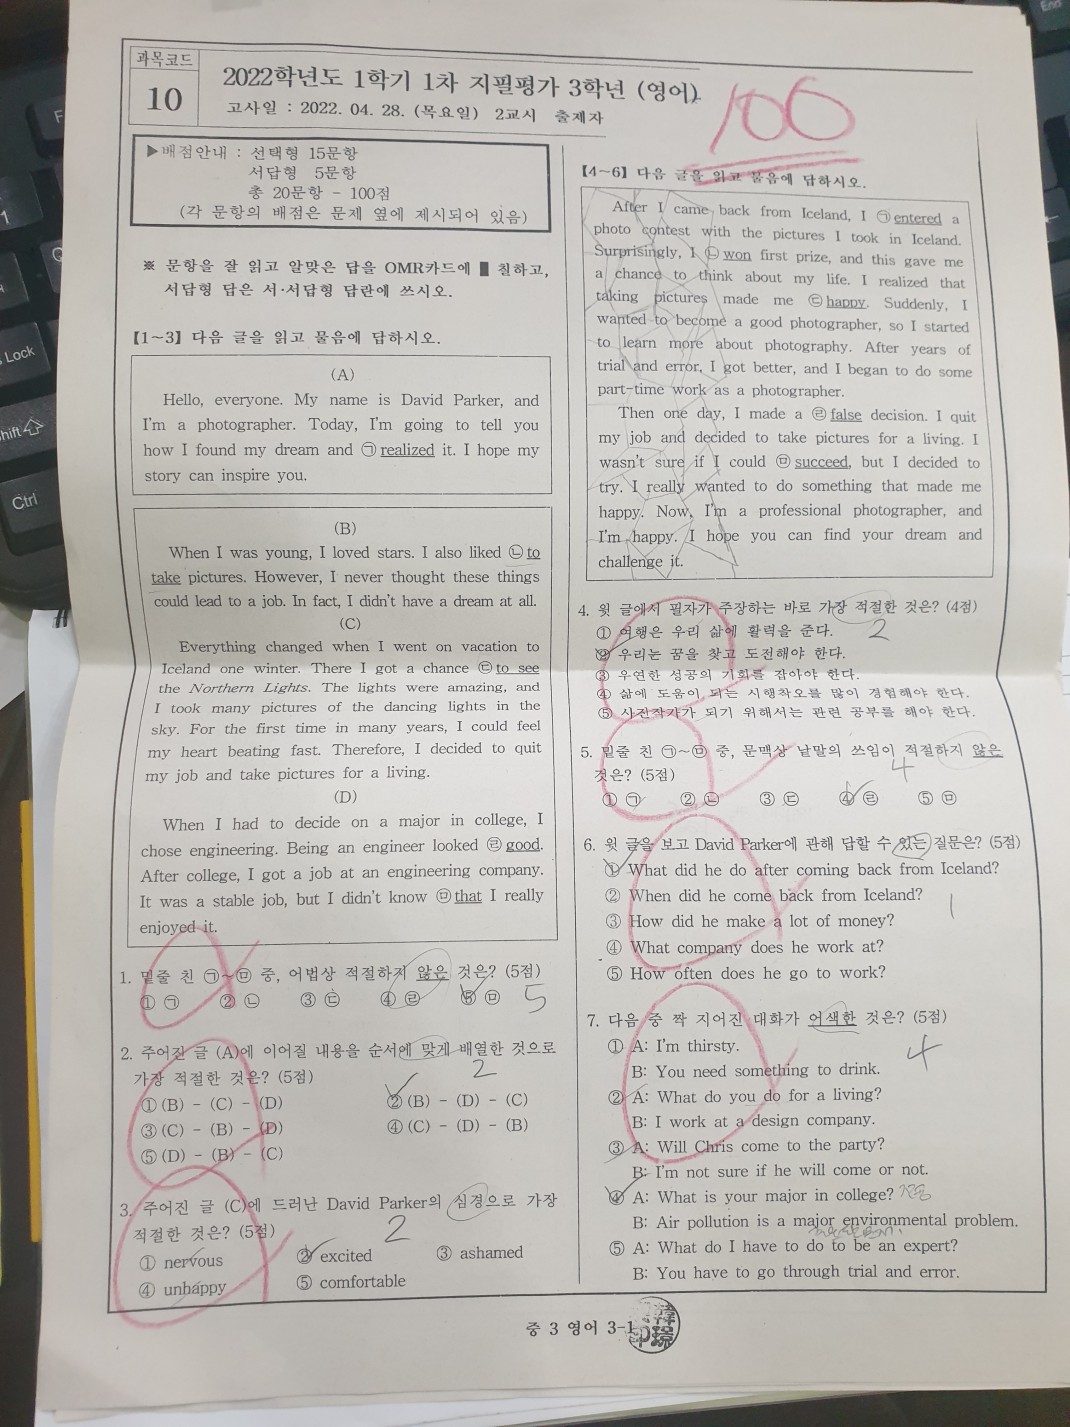 과목코드
10
2022학년도 1학기 1차 지필평가 3학년 (영어)
고사일 : 2022. 04. 28. (목요일) 2교시 출제자
100
▶배점안내 : 선택형 15문항
서답형 5문항
총 20문항 - 100점
(각 문항의 배점은 문제 옆에 제시되어 있음)
※ 문항을 잘 읽고 알맞은 답을 OMR카드에 ▮ 칠하고,
서답형 답은 서·서답형 답란에 쓰시오.
【1~3】 다음 글을 읽고 물음에 답하시오.
(A)
Hello, everyone. My name is David Parker, and
I'm a photographer. Today, I'm going to tell you
how I found my dream and ㉠ realized it. I hope my
story can inspire you.
(B)
When I was young, I loved stars. I also liked ㉡ to
take pictures. However, I never thought these things
could lead to a job. In fact, I didn't have a dream at all.
(C)
Everything changed when I went on vacation to
Iceland one winter. There I got a chance ㉢ to see
the Northern Lights. The lights were amazing, and
I took many pictures of the dancing lights in the
sky. For the first time in many years, I could feel
my heart beating fast. Therefore, I decided to quit
my job and take pictures for a living.
(D)
When I had to decide on a major in college, I
chose engineering. Being an engineer looked ㉣ good.
After college, I got a job at an engineering company.
It was a stable job, but I didn't know ㉤ that I really
enjoyed it.
1. 밑줄 친 ㉠~㉤ 중, 어법상 적절하지 않은 것은? (5점)
① ㉠ ② ㉡ ③ ㉢ ④ ㉣ ⑤ ㉤ 5
2. 주어진 글 (A)에 이어질 내용을 순서에 맞게 배열한 것으로
가장 적절한 것은? (5점) 2
① (B) - (C) - (D) ② (B) - (D) - (C)
③ (C) - (B) - (D) ④ (C) - (D) - (B)
⑤ (D) - (B) - (C)
3. 주어진 글 (C)에 드러난 David Parker의 심경으로 가장
적절한 것은? (5점) 2
① nervous ② excited ③ ashamed
④ unhappy ⑤ comfortable
【4~6】 다음 글을 읽고 물음에 답하시오.
After I came back from Iceland, I ㉠ entered a
photo contest with the pictures I took in Iceland.
Surprisingly, I ㉡ won first prize, and this gave me
a chance to think about my life. I realized that
taking pictures made me ㉢ happy. Suddenly, I
wanted to become a good photographer, so I started
to learn more about photography. After years of
trial and error, I got better, and I began to do some
part-time work as a photographer.
Then one day, I made a ㉣ false decision. I quit
my job and decided to take pictures for a living. I
wasn't sure if I could ㉤ succeed, but I decided to
try. I really wanted to do something that made me
happy. Now, I'm a professional photographer, and
I'm happy. I hope you can find your dream and
challenge it.
4. 윗 글에서 필자가 주장하는 바로 가장 적절한 것은? (4점)
① 여행은 우리 삶에 활력을 준다. 2
② 우리는 꿈을 찾고 도전해야 한다.
③ 우연한 성공의 기회를 잡아야 한다.
④ 삶에 도움이 되는 시행착오를 많이 경험해야 한다.
⑤ 사진작가가 되기 위해서는 관련 공부를 해야 한다.
5. 밑줄 친 ㉠~㉤ 중, 문맥상 낱말의 쓰임이 적절하지 않은
것은? (5점) 4
① ㉠ ② ㉡ ③ ㉢ ④ ㉣ ⑤ ㉤
6. 윗 글을 보고 David Parker에 관해 답할 수 있는 질문은? (5점)
① What did he do after coming back from Iceland?
② When did he come back from Iceland? 1
③ How did he make a lot of money?
④ What company does he work at?
⑤ How often does he go to work?
7. 다음 중 짝 지어진 대화가 어색한 것은? (5점)
① A: I'm thirsty. 4
B: You need something to drink.
② A: What do you do for a living?
B: I work at a design company.
③ A: Will Chris come to the party?
B: I'm not sure if he will come or not.
④ A: What is your major in college? 전공
B: Air pollution is a major environmental problem.
⑤ A: What do I have to do to be an expert?
B: You have to go through trial and error.
중 3 영어 3-1